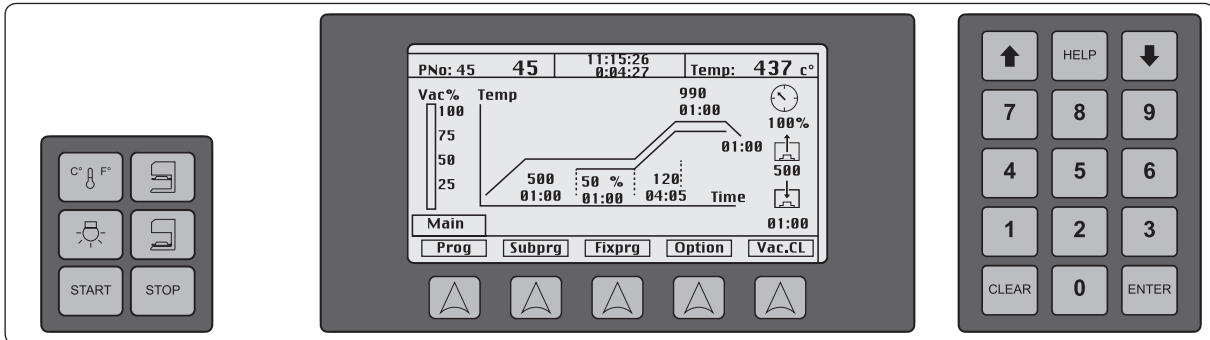 C° F°
START STOP
PNo: 45 45 11:15:26 Temp: 437 c°
0:04:27
Vac% Temp 990
100 01:00 100%
75 01:00
50 500
500 50 % 120
25 01:00 01:00 04:05 Time
Main 01:00
Prog Subprg Fixprg Option Vac.CL
HELP
7 8 9
4 5 6
1 2 3
CLEAR 0 ENTER